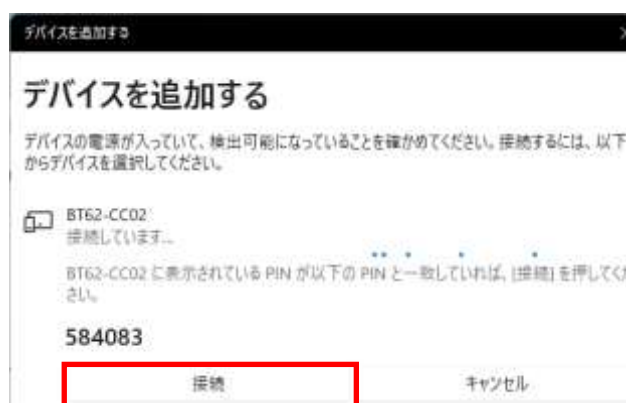 デバイスを追加する
デバイスを追加する
デバイスの電源が入っていて、検出可能になっていることを確かめてください。接続するには、以下
からデバイスを選択してください。
BT62-CC02
接続しています...
BT62-CC02 に表示されている PIN が以下の PIN と一致していれば、[接続] を押してくだ
さい。
584083
接続
キャンセル